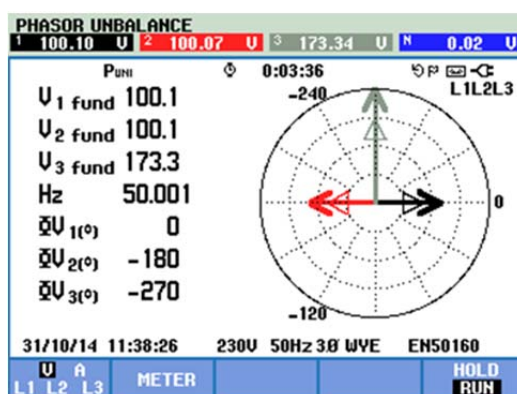 PHASOR UNBALANCE
1 100.10 V 2 100.07 V 3 173.34 V N 0.02 V
PUNI 0:03:36
L1L2L3
V1 fund 100.1
V2 fund 100.1
V3 fund 173.3
Hz 50.001
ΦV1(°) 0
ΦV2(°) -180
ΦV3(°) -270
-240
0
-120
31/10/14 11:38:26 230V 50Hz 3Ø WYE EN50160
V A
L1 L2 L3
METER
HOLD
RUN